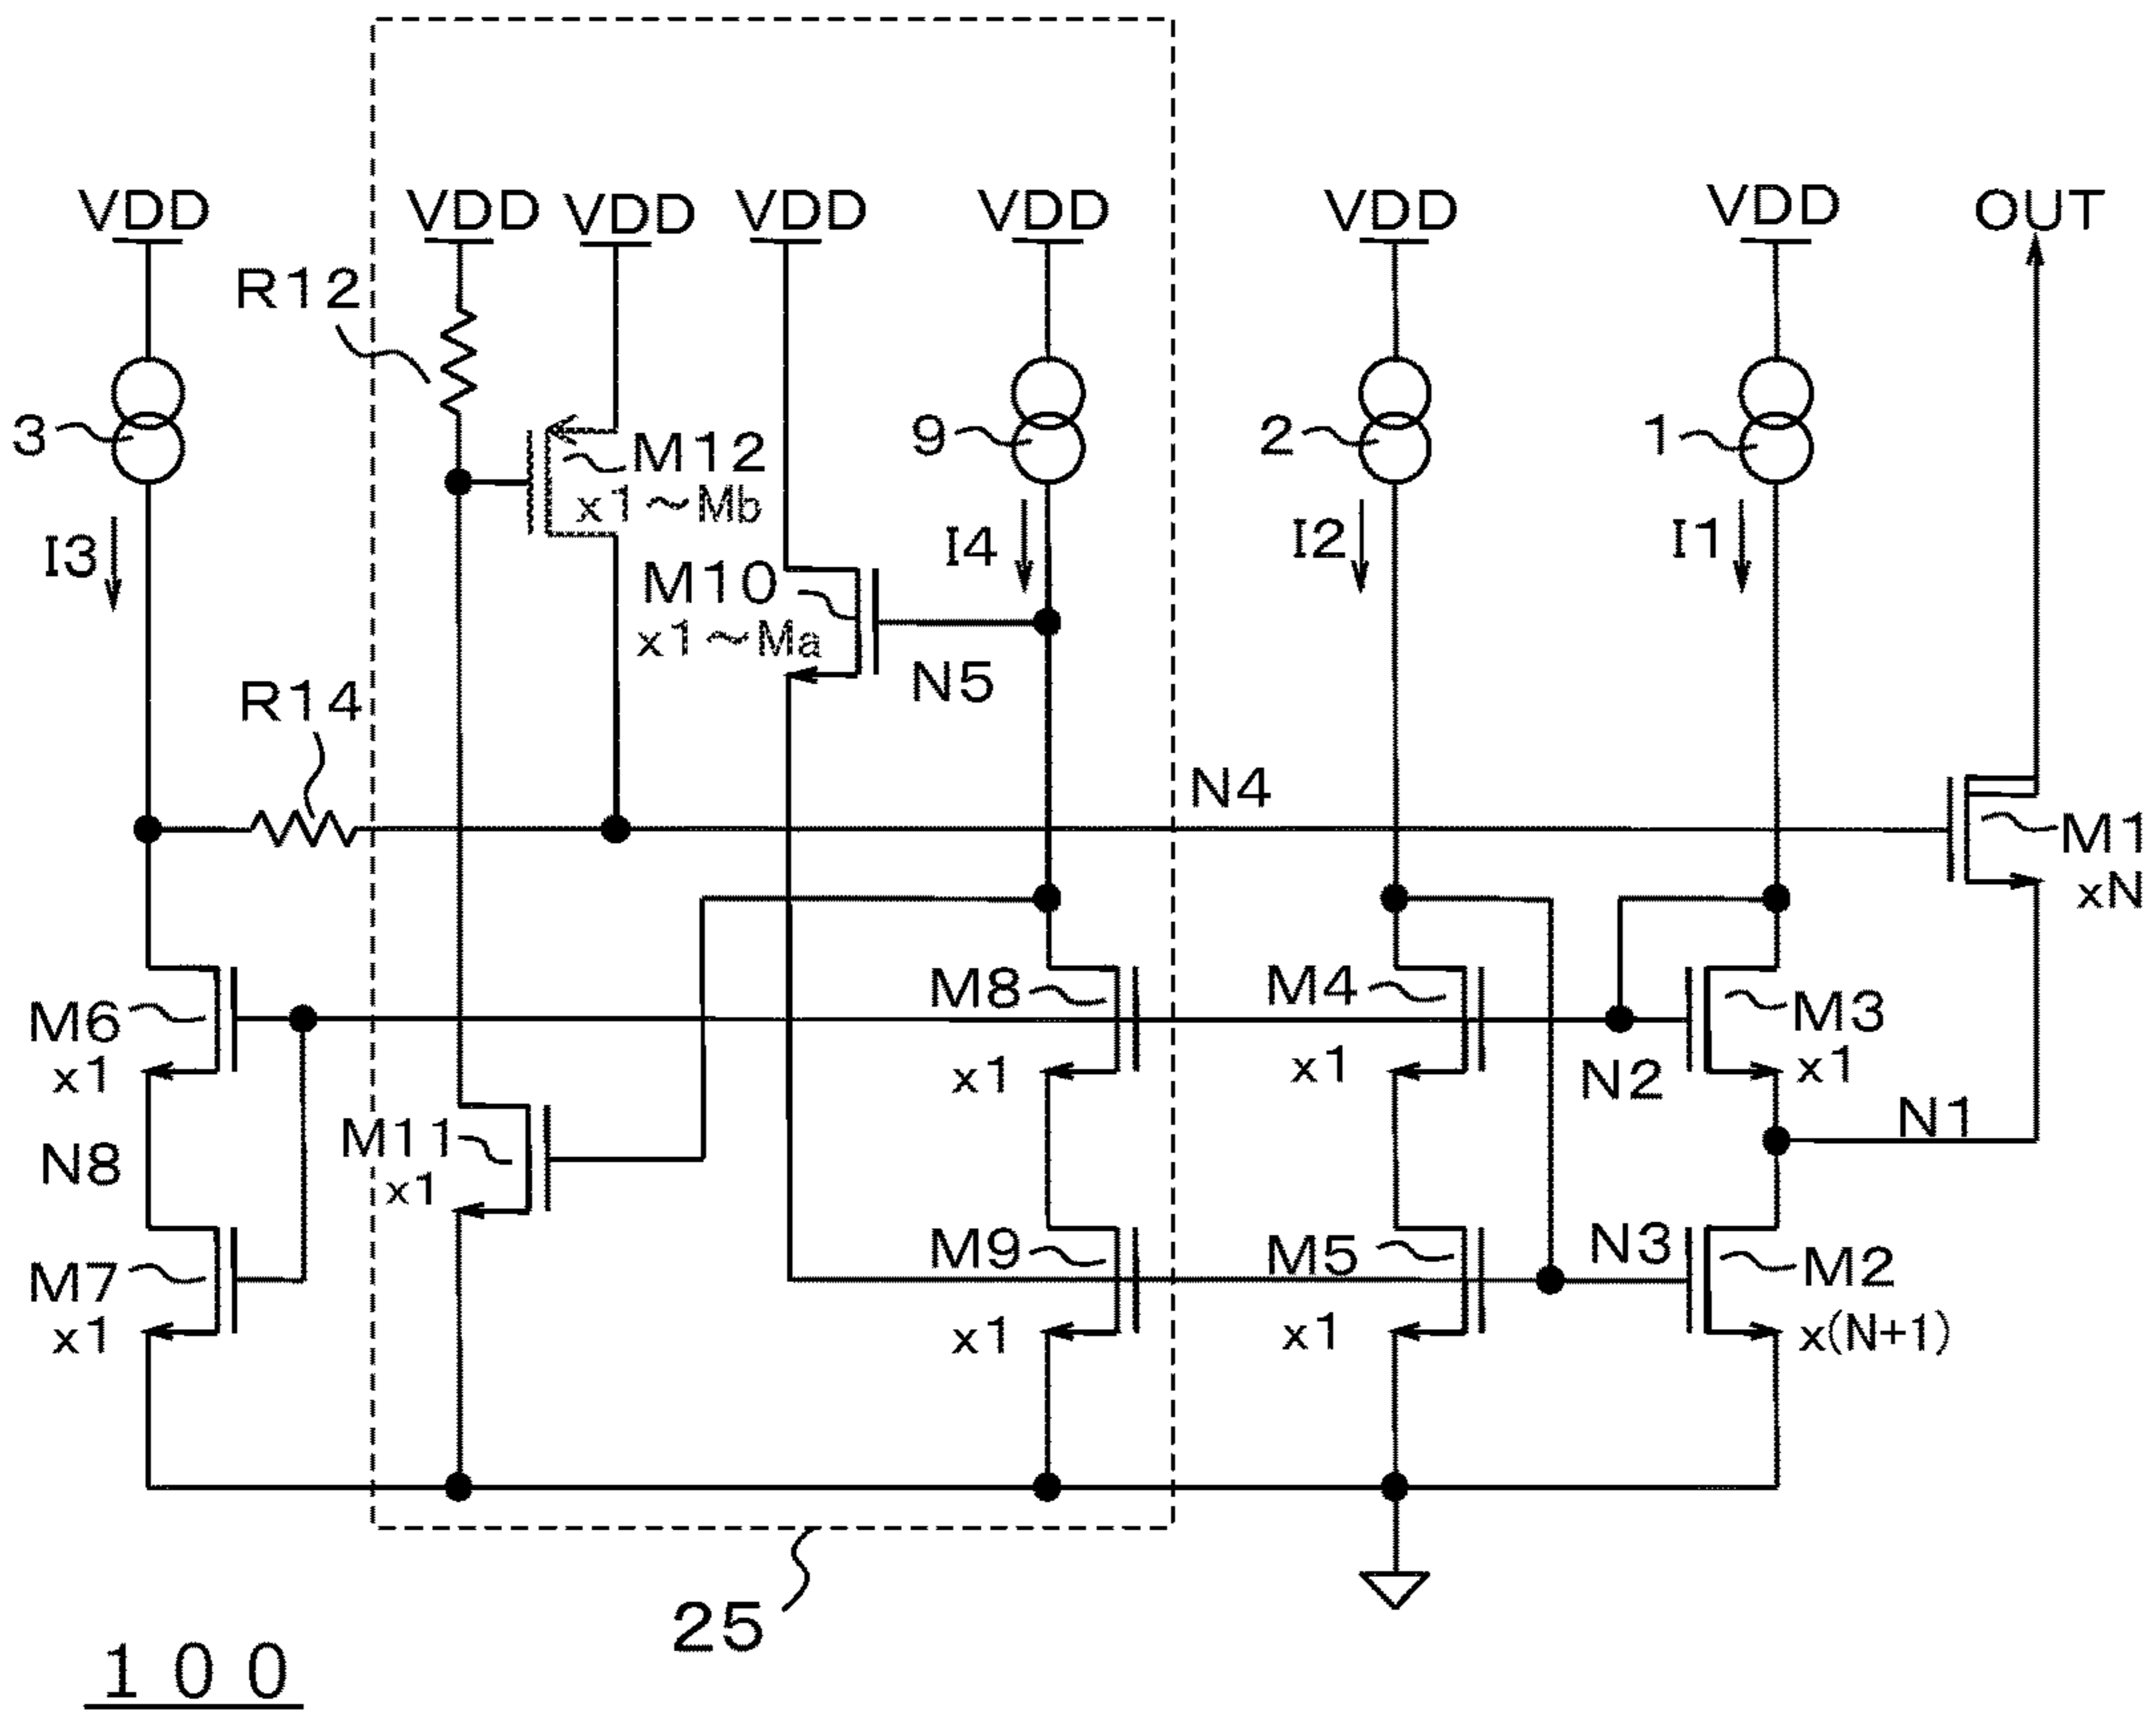 VDD VDD VDD VDD VDD VDD VDD OUT
R12
3 M12 9 2 1
x1～Mb
I3 I4 I2 I1
M10
x1～Ma
N5
R14
N4
M1
xN
M6 M8 M4 M3
x1 x1 x1 N2 x1
N1
N8 M11
x1
M7 M9 M5 N3 M2
x1 x1 x1 x(N+1)
25
100